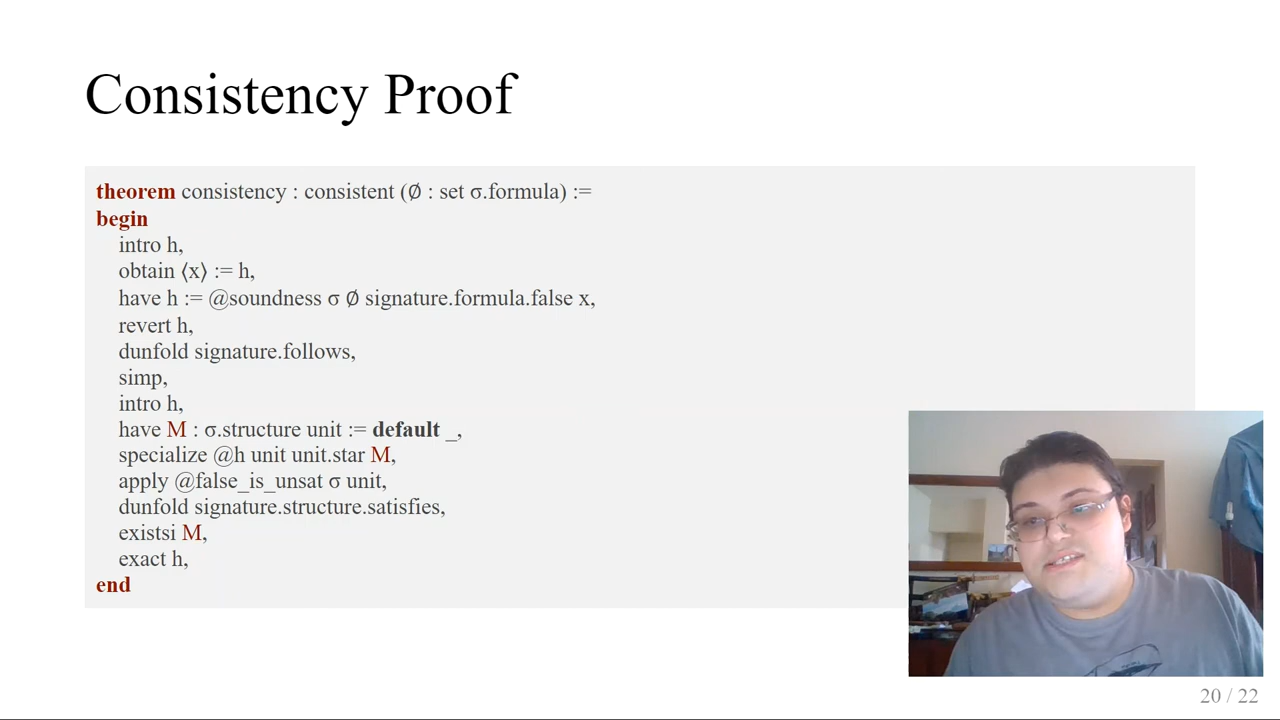 Consistency Proof
theorem consistency : consistent (∅ : set σ.formula) :=
begin
intro h,
obtain ⟨x⟩ := h,
have h := @soundness σ ∅ signature.formula.false x,
revert h,
dunfold signature.follows,
simp,
intro h,
have M : σ.structure unit := default _,
specialize @h unit unit.star M,
apply @false_is_unsat σ unit,
dunfold signature.structure.satisfies,
existsi M,
exact h,
end
20 / 22